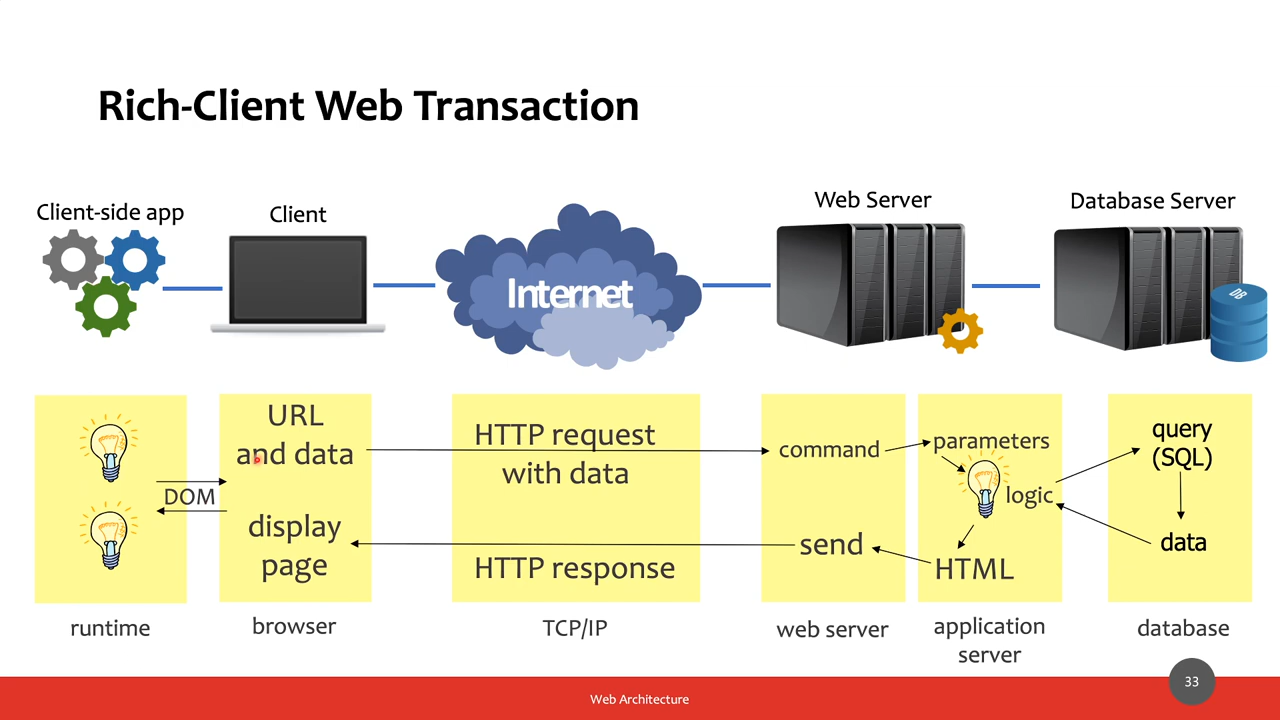 Rich-Client Web Transaction
Client-side app
Client
Internet
Web Server
Database Server
DB
DOM
URL
and data
display
page
HTTP request
with data
HTTP response
command
send
parameters
logic
HTML
query
(SQL)
data
runtime
browser
TCP/IP
web server
application
server
database
Web Architecture
33